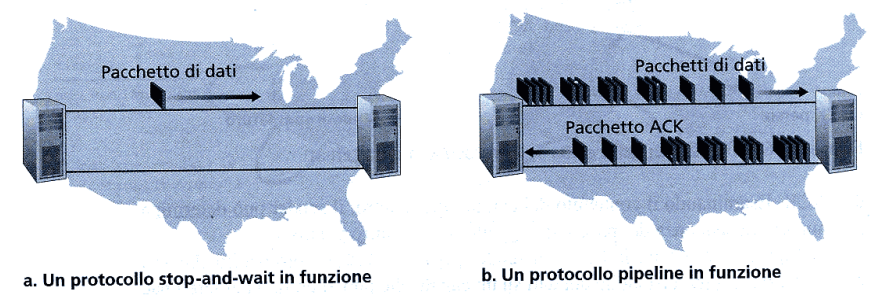 Pacchetto di dati
a. Un protocollo stop-and-wait in funzione
Pacchetti di dati
Pacchetto ACK
b. Un protocollo pipeline in funzione